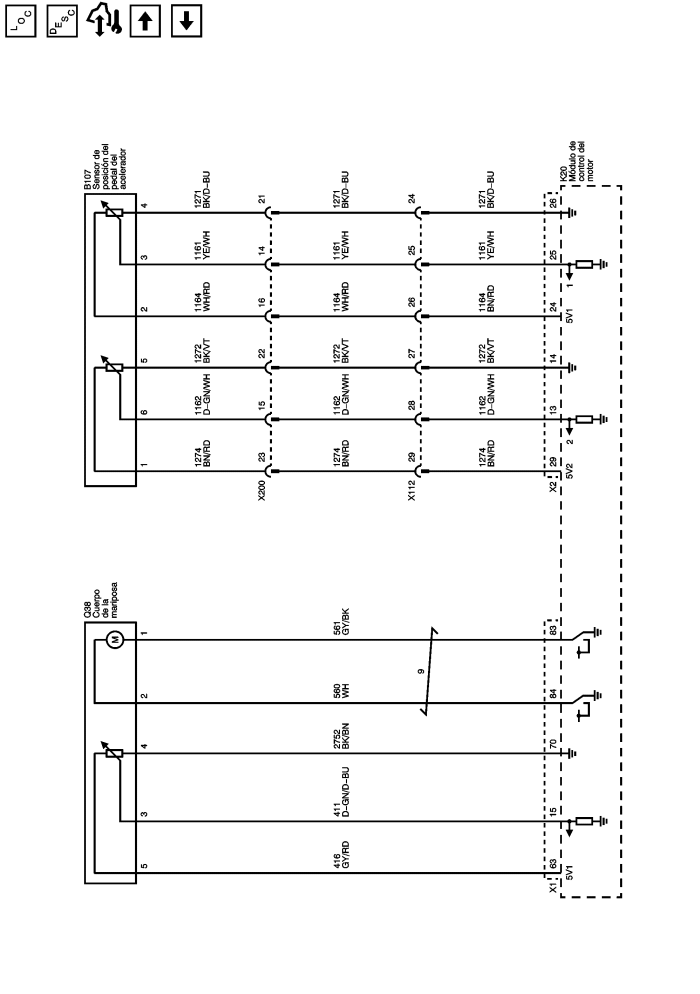 LOC
DESC
B107
Sensor de
posición del
pedal del
acelerador
1
6
5
2
3
4
1274
BN/RD
1162
D-GN/WH
1272
BK/VT
1164
WH/RD
1161
YE/WH
1271
BK/D-BU
X200
23
15
22
16
14
21
1274
BN/RD
1162
D-GN/WH
1272
BK/VT
1164
WH/RD
1161
YE/WH
1271
BK/D-BU
X112
29
28
27
26
25
24
1274
BN/RD
1162
D-GN/WH
1272
BK/VT
1164
BN/RD
1161
YE/WH
1271
BK/D-BU
X2
29
13
14
24
25
26
5V2
2
5V1
1
K20
Módulo de
control del
motor
Q38
Cuerpo
de la
mariposa
M
5
3
4
2
1
416
GY/RD
411
D-GN/D-BU
2752
BK/BN
560
WH
561
GY/BK
9
X1
63
15
70
84
83
5V1